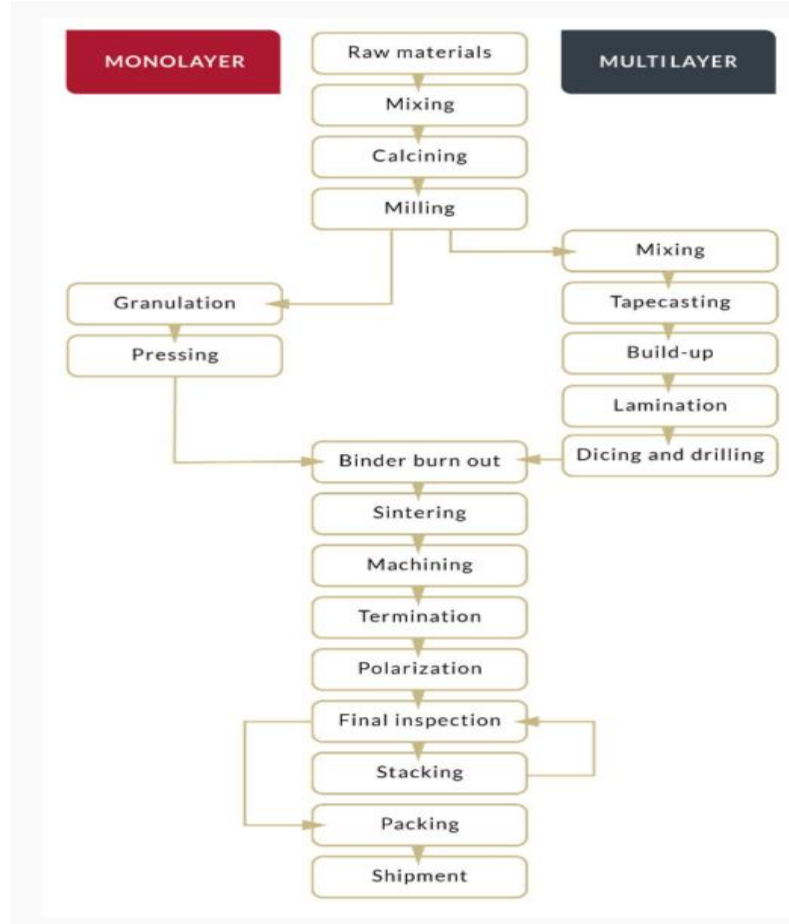 MONOLAYER
Raw materials
MULTILAYER
Mixing
Calcining
Milling
Mixing
Granulation
Tapecasting
Pressing
Build-up
Lamination
Binder burn out
Dicing and drilling
Sintering
Machining
Termination
Polarization
Final inspection
Stacking
Packing
Shipment